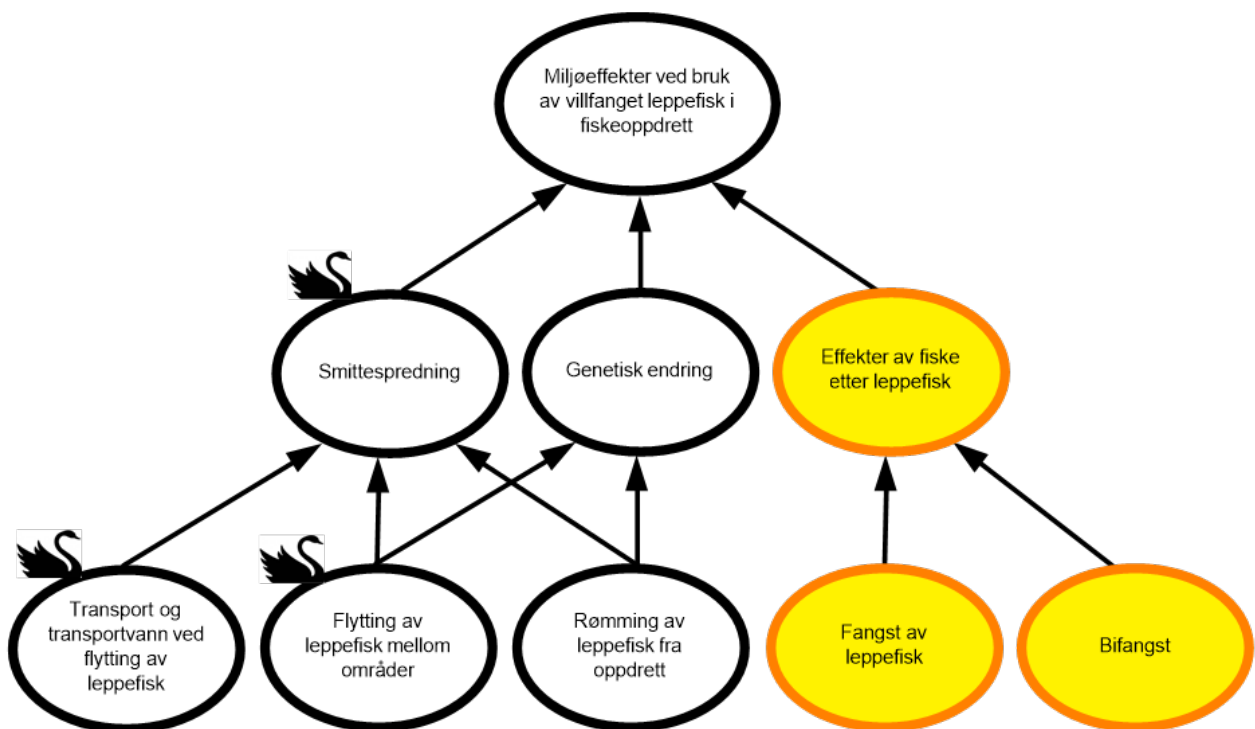 Miljøeffekter ved bruk
av villfanget leppefisk i
fiskeoppdrett
Smittespredning
Genetisk endring
Effekter av fiske
etter leppefisk
Transport og
transportvann ved
flytting av
leppefisk
Flytting av
leppefisk mellom
områder
Rømming av
leppefisk fra
oppdrett
Fangst av
leppefisk
Bifangst